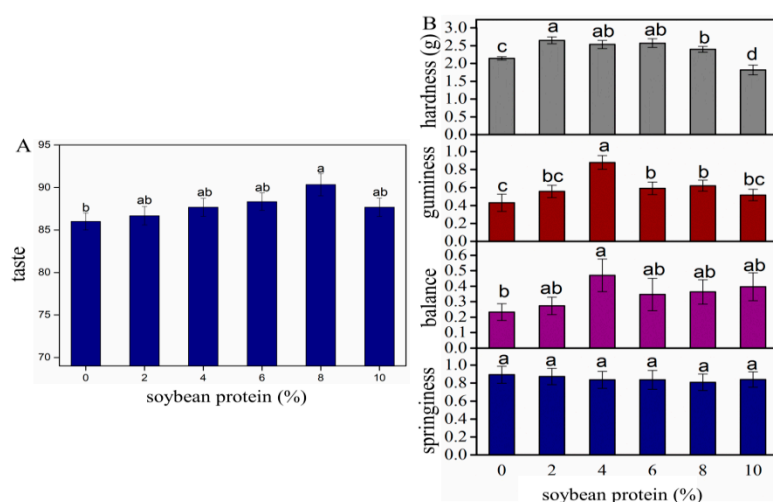 A
95
90
85
80
75
70
taste
b
ab
ab
ab
a
ab
0 2 4 6 8 10
soybean protein (%)
B
hardness (g)
3.0
2.5
2.0
1.5
1.0
0.5
0.0
c
a
ab
ab
b
d
guminess
1.0
0.8
0.6
0.4
0.2
0.0
c
bc
a
b
b
bc
balance
0.6
0.5
0.4
0.3
0.2
0.1
0.0
b
ab
a
ab
ab
ab
springiness
1.0
0.8
0.6
0.4
0.2
0.0
a
a
a
a
a
a
0 2 4 6 8 10
soybean protein (%)